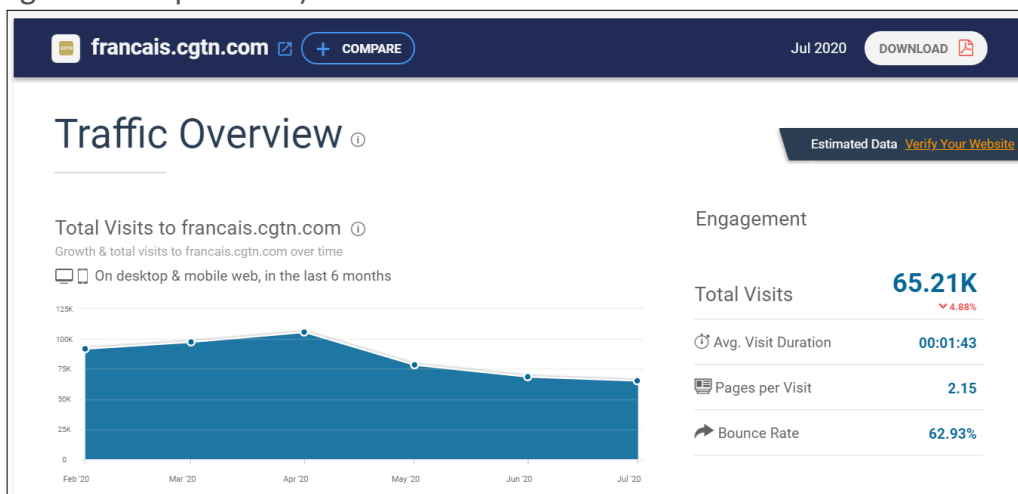 francais.cgtn.com + COMPARE Jul 2020 DOWNLOAD
Traffic Overview
Estimated Data Verify Your Website
Total Visits to francais.cgtn.com
Growth & total visits to francais.cgtn.com over time
On desktop & mobile web, in the last 6 months
125K
100K
75K
50K
25K
0
Feb '20 Mar '20 Apr '20 May '20 Jun '20 Jul '20
Engagement
Total Visits 65.21K
4.88%
Avg. Visit Duration 00:01:43
Pages per Visit 2.15
Bounce Rate 62.93%